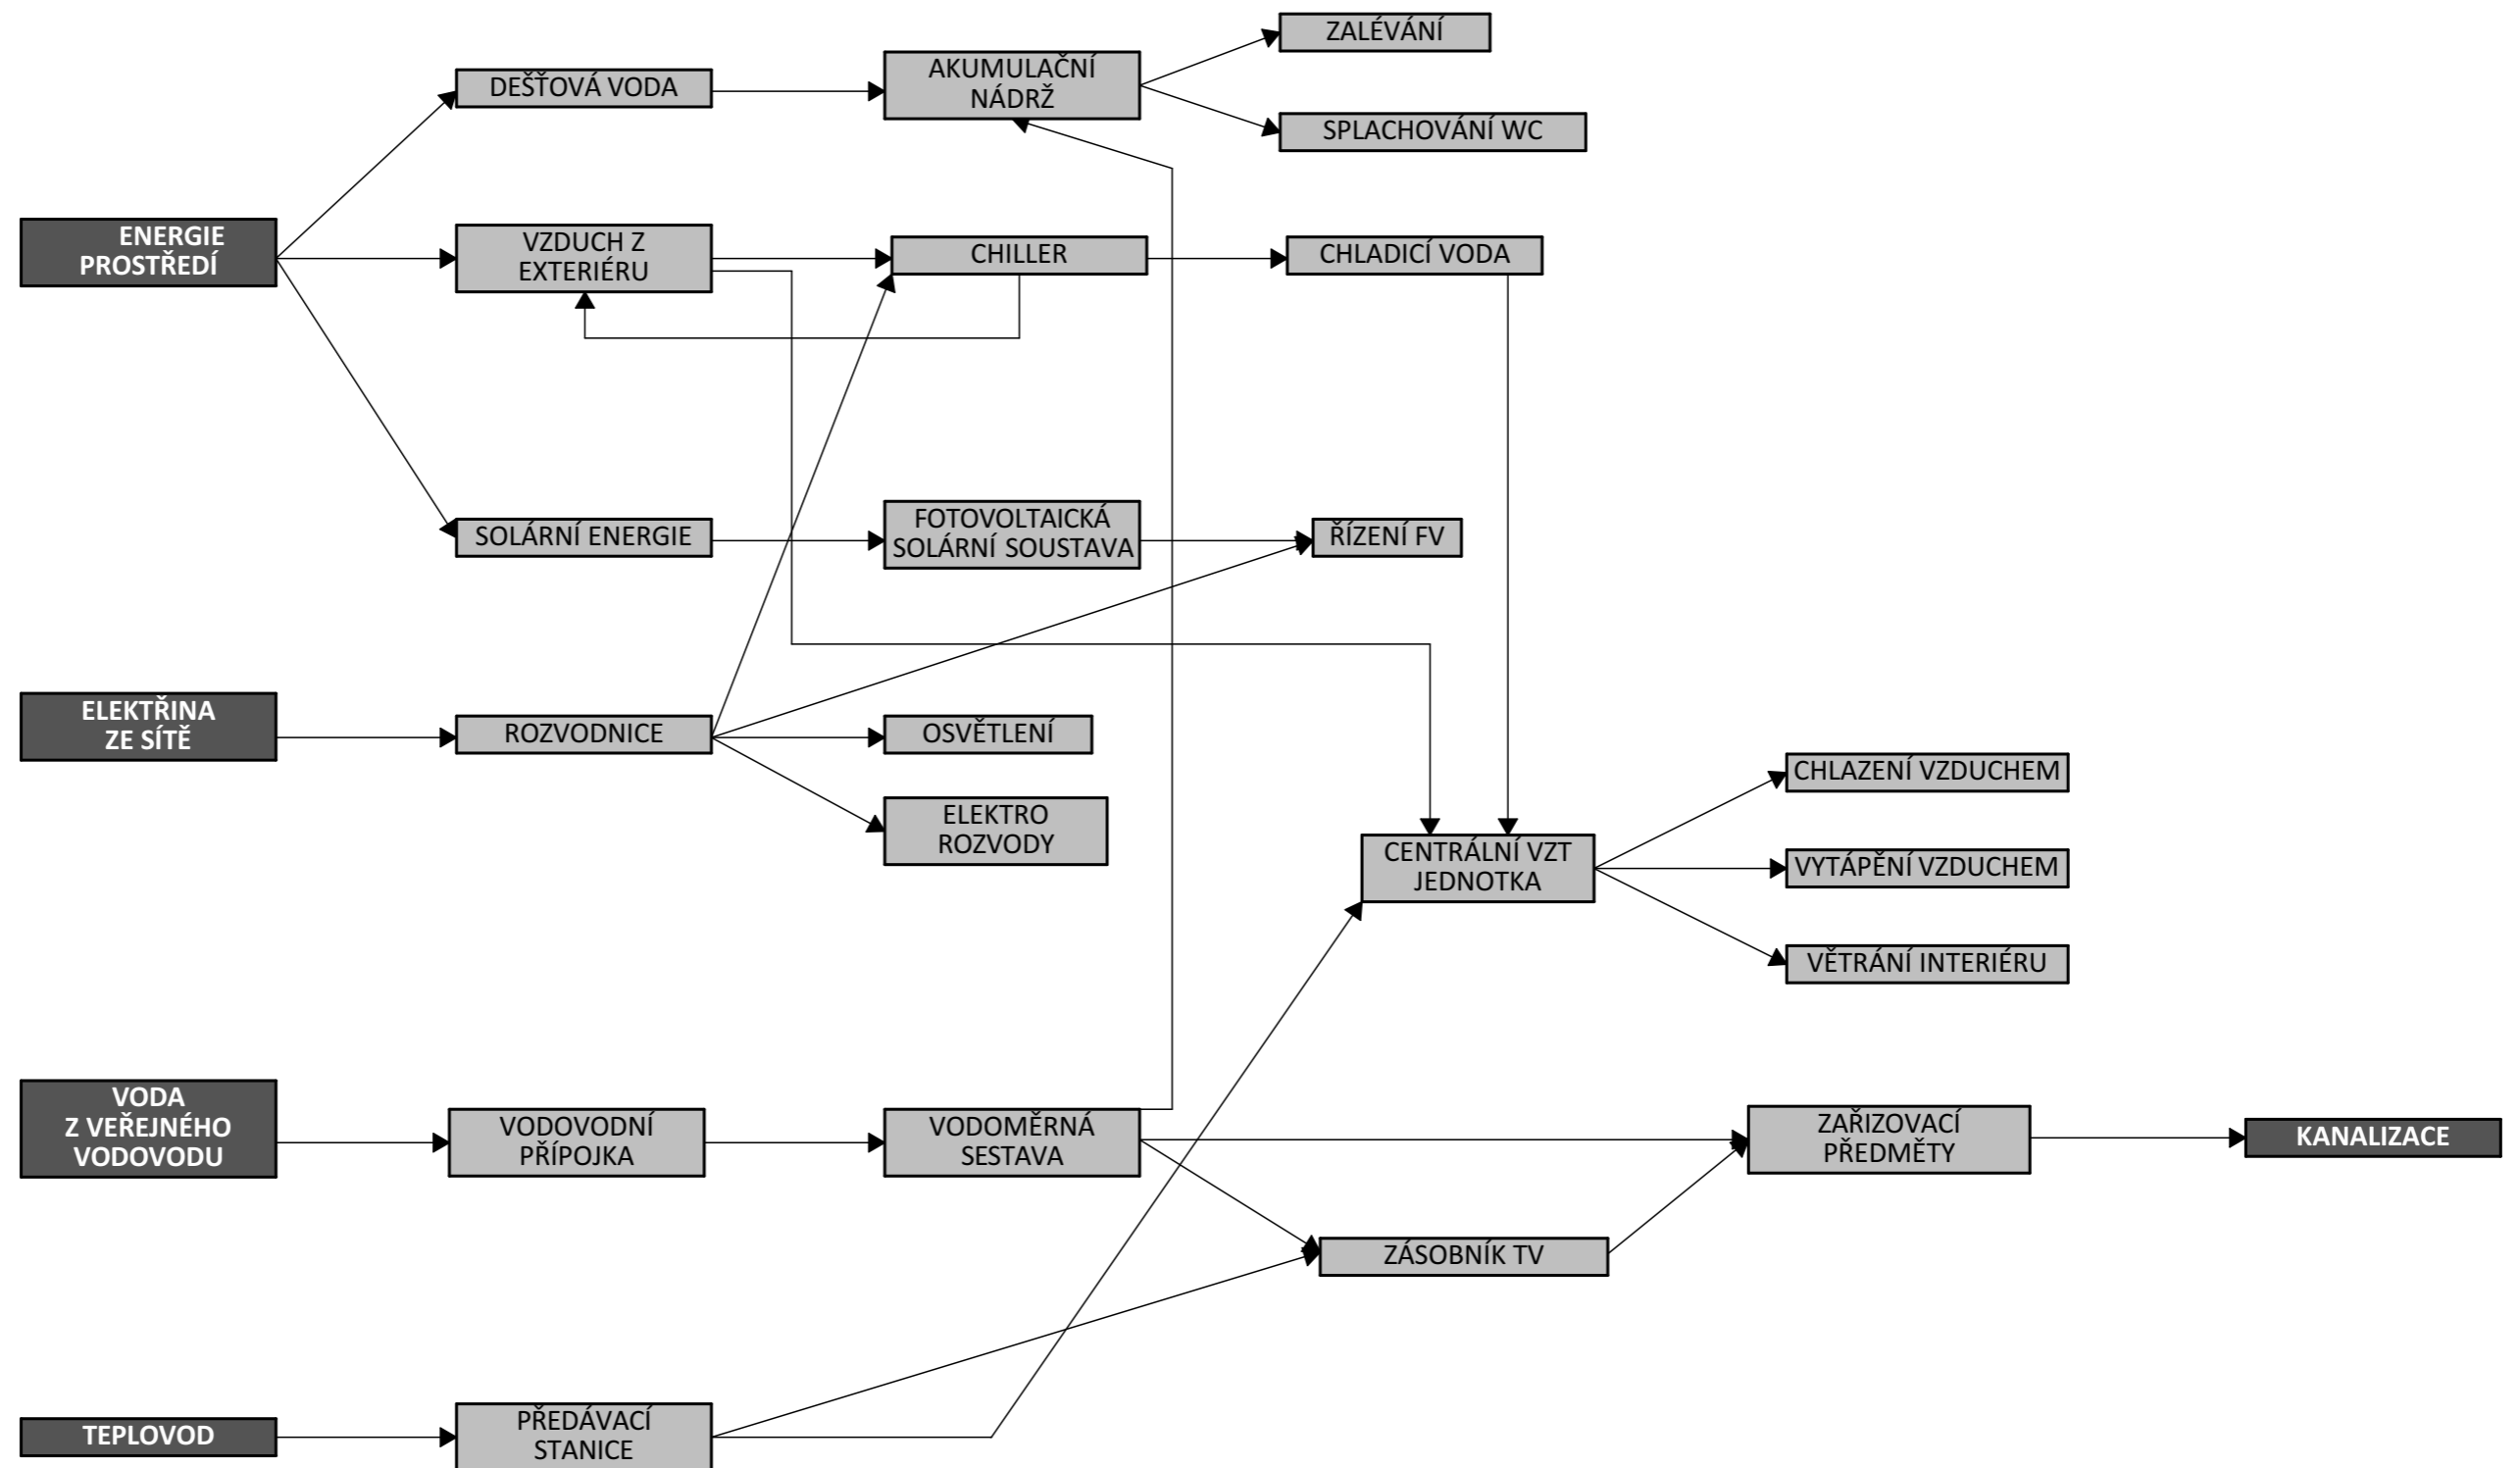 ZALÉVÁNÍ
DEŠŤOVÁ VODA
AKUMULAČNÍ
NÁDRŽ
SPLACHOVÁNÍ WC
ENERGIE
PROSTŘEDÍ
VZDUCH Z
EXTERIÉRU
CHILLER
CHLADICÍ VODA
SOLÁRNÍ ENERGIE
FOTOVOLTAICKÁ
SOLÁRNÍ SOUSTAVA
ŘÍZENÍ FV
ELEKTŘINA
ZE SÍTĚ
ROZVODNICE
OSVĚTLENÍ
ELEKTRO
ROZVODY
CHLAZENÍ VZDUCHEM
CENTRÁLNÍ VZT
JEDNOTKA
VYTÁPĚNÍ VZDUCHEM
VĚTRÁNÍ INTERIÉRU
VODA
Z VEŘEJNÉHO
VODOVODU
VODOVODNÍ
PŘÍPOJKA
VODOMĚRNÁ
SESTAVA
ZAŘIZOVACÍ
PŘEDMĚTY
KANALIZACE
ZÁSOBNÍK TV
TEPLOVOD
PŘEDÁVACÍ
STANICE